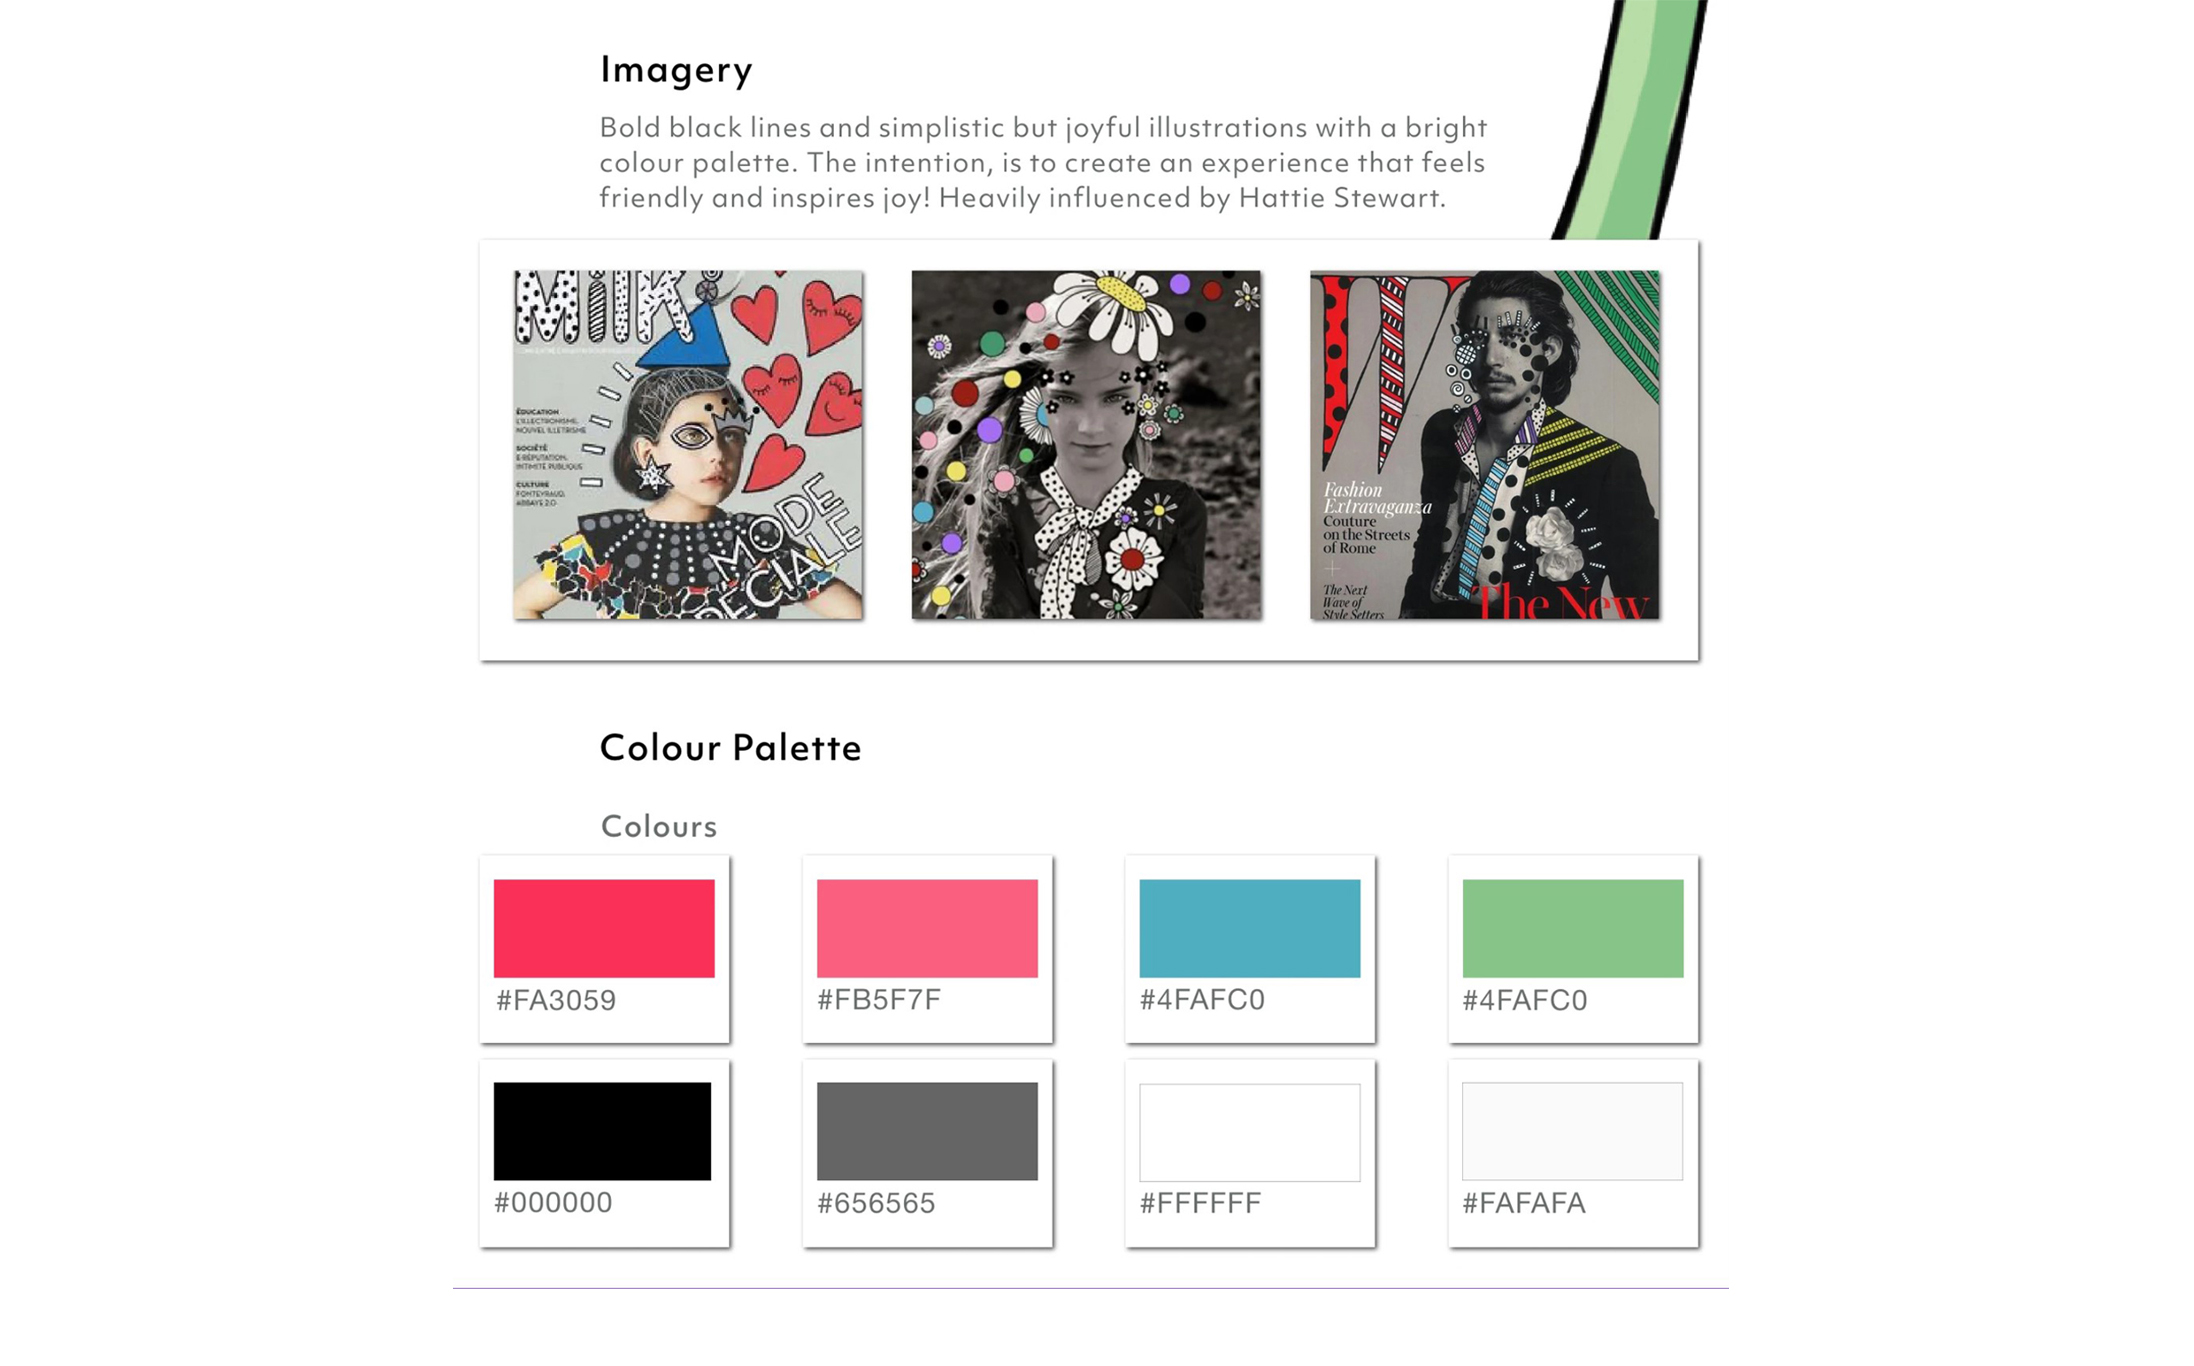 Imagery
Bold black lines and simplistic but joyful illustrations with a bright
colour palette. The intention, is to create an experience that feels
friendly and inspires joy! Heavily influenced by Hattie Stewart.
MilK
ÉDUCATION
L'ILLECTRONISME,
NOUVEL ILLETRISME
SOCIÉTÉ
E-RÉPUTATION,
INTIMITÉ PUBLIQUE
CULTURE
FONTEVRAUD,
ABBAYE 2.0
MODE
W
Fashion
Extravaganza
Couture
on the Streets
of Rome
+
The Next
Wave of
Style Setters
The New
Colour Palette
Colours
#FA3059
#FB5F7F
#4FAFC0
#4FAFC0
#000000
#656565
#FFFFFF
#FAFAFA